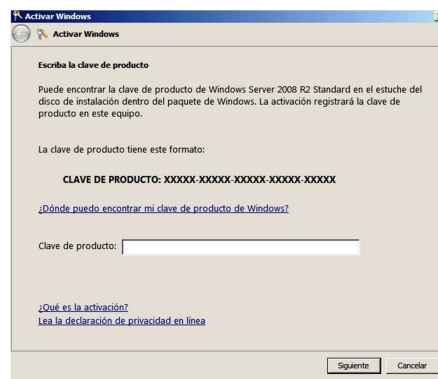 Activar Windows
Activar Windows
Escriba la clave de producto
Puede encontrar la clave de producto de Windows Server 2008 R2 Standard en el estuche del
disco de instalación dentro del paquete de Windows. La activación registrará la clave de
producto en este equipo.
La clave de producto tiene este formato:
CLAVE DE PRODUCTO: XXXXX-XXXXX-XXXXX-XXXXX-XXXXX
¿Dónde puedo encontrar mi clave de producto de Windows?
Clave de producto:
¿Qué es la activación?
Lea la declaración de privacidad en línea
Siguiente Cancelar